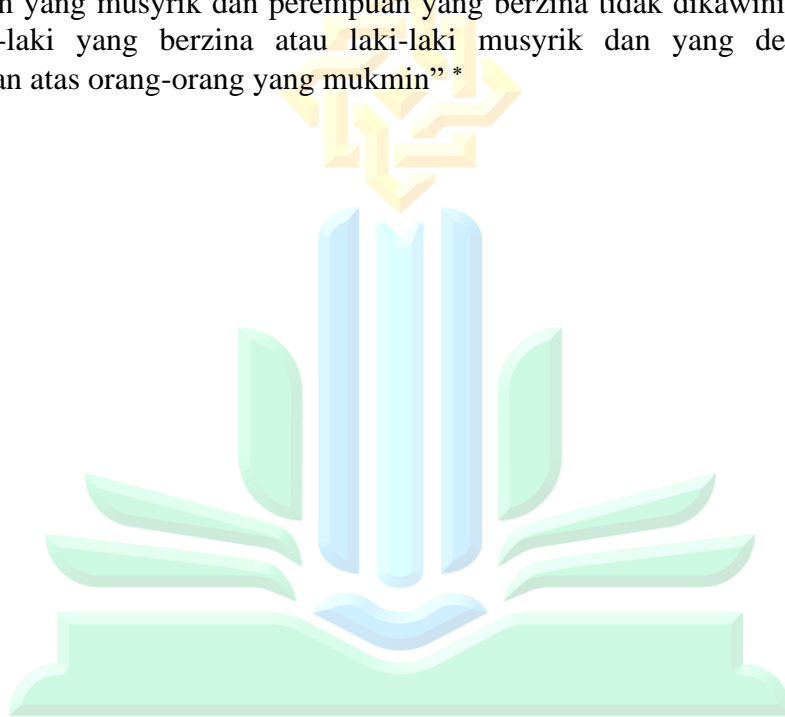 n yang musyrik dan perempuan yang berzina tidak dikawini
-laki yang berzina atau laki-laki musyrik dan yang de
an atas orang-orang yang mukmin” *